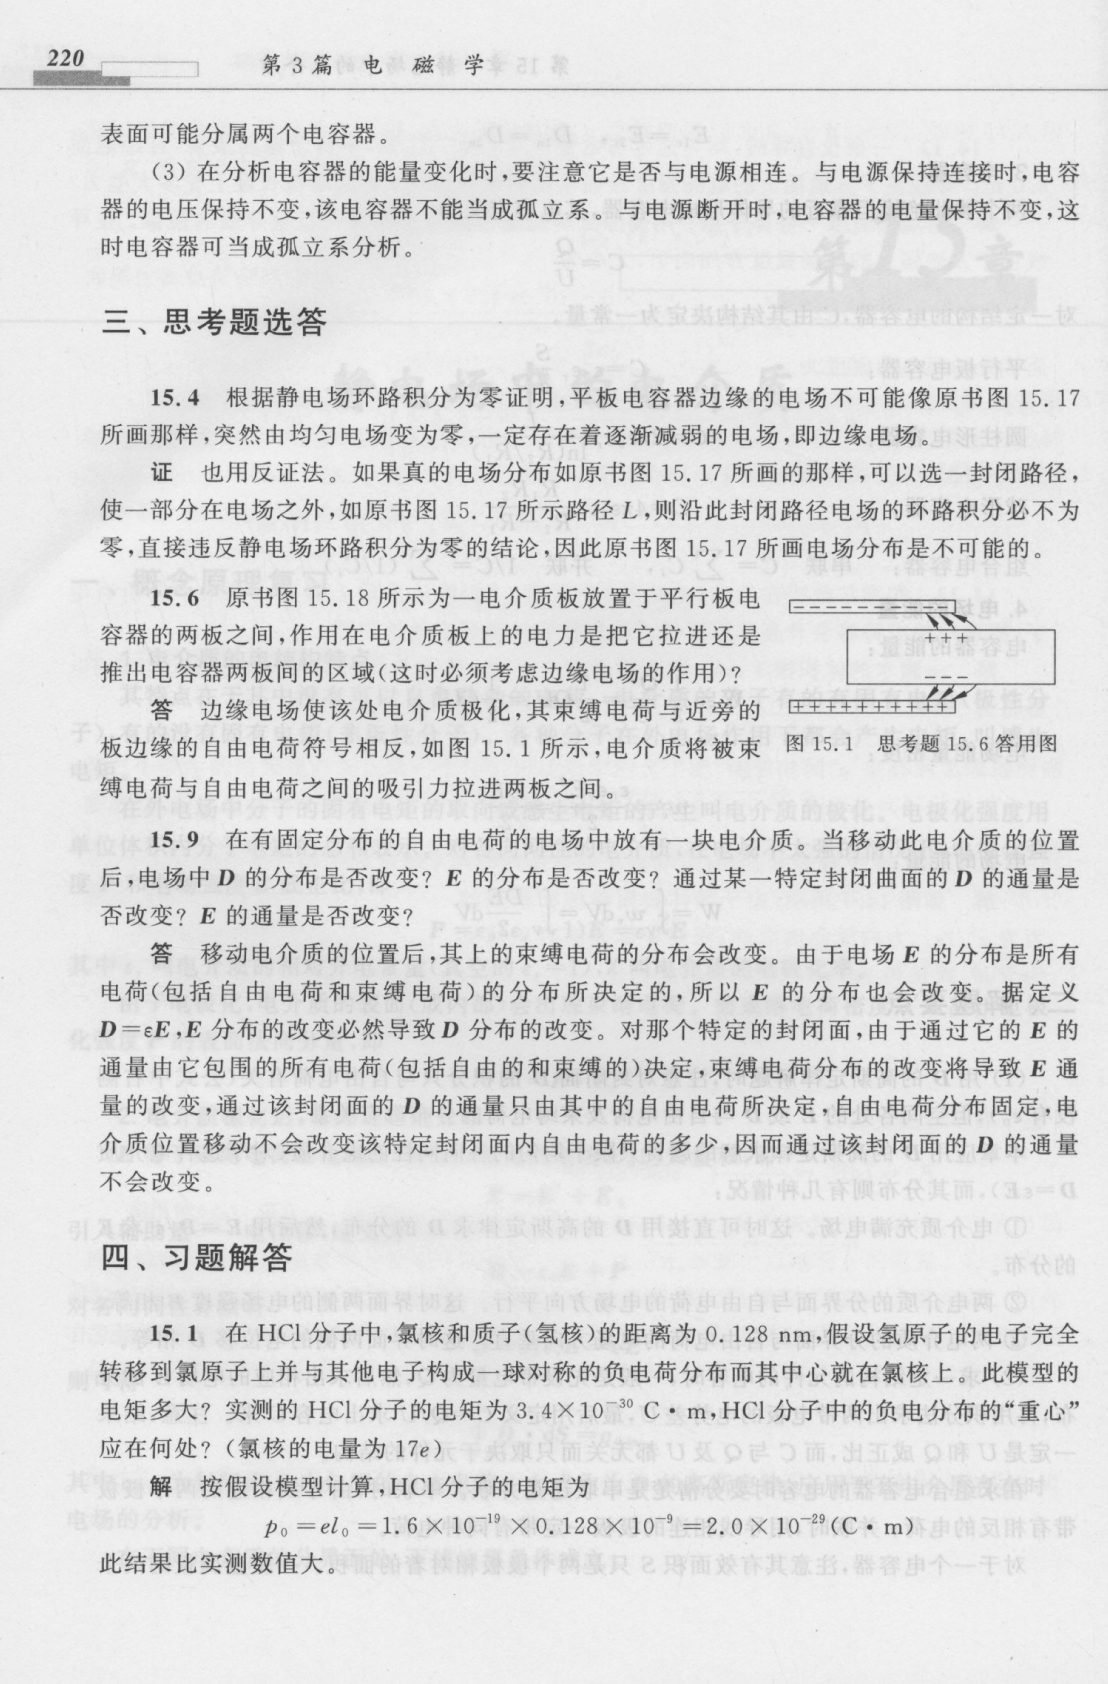 220
第3篇 电 磁 学
表面可能分属两个电容器。
(3) 在分析电容器的能量变化时,要注意它是否与电源相连。与电源保持连接时,电容
器的电压保持不变,该电容器不能当成孤立系。与电源断开时,电容器的电量保持不变,这
时电容器可当成孤立系分析。
三、思考题选答
15.4 根据静电场环路积分为零证明,平板电容器边缘的电场不可能像原书图 15.17
所画那样,突然由均匀电场变为零,一定存在着逐渐减弱的电场,即边缘电场。
证 也用反证法。如果真的电场分布如原书图 15.17 所画的那样,可以选一封闭路径,
使一部分在电场之外,如原书图 15.17 所示路径 L,则沿此封闭路径电场的环路积分必不为
零,直接违反静电场环路积分为零的结论,因此原书图 15.17 所画电场分布是不可能的。
15.6 原书图 15.18 所示为一电介质板放置于平行板电
容器的两板之间,作用在电介质板上的电力是把它拉进还是
推出电容器两板间的区域(这时必须考虑边缘电场的作用)?
答 边缘电场使该处电介质极化,其束缚电荷与近旁的
板边缘的自由电荷符号相反,如图 15.1 所示,电介质将被束
缚电荷与自由电荷之间的吸引力拉进两板之间。
+++
图 15.1 思考题 15.6 答用图
15.9 在有固定分布的自由电荷的电场中放有一块电介质。当移动此电介质的位置
后,电场中 D 的分布是否改变? E 的分布是否改变? 通过某一特定封闭曲面的 D 的通量是
否改变? E 的通量是否改变?
答 移动电介质的位置后,其上的束缚电荷的分布会改变。由于电场 E 的分布是所有
电荷(包括自由电荷和束缚电荷)的分布所决定的,所以 E 的分布也会改变。据定义
D=εE,E 分布的改变必然导致 D 分布的改变。对那个特定的封闭面,由于通过它的 E 的
通量由它包围的所有电荷(包括自由的和束缚的)决定,束缚电荷分布的改变将导致 E 通
量的改变,通过该封闭面的 D 的通量只由其中的自由电荷所决定,自由电荷分布固定,电
介质位置移动不会改变该特定封闭面内自由电荷的多少,因而通过该封闭面的 D 的通量
不会改变。
四、习题解答
15.1 在 HCl 分子中,氯核和质子(氢核)的距离为 0.128 nm,假设氢原子的电子完全
转移到氯原子上并与其他电子构成一球对称的负电荷分布而其中心就在氯核上。此模型的
电矩多大? 实测的 HCl 分子的电矩为 3.4×10⁻³⁰ C·m,HCl 分子中的负电分布的“重心”
应在何处? (氯核的电量为 17e)
解 按假设模型计算,HCl 分子的电矩为
p₀=el₀=1.6×10⁻¹⁹×0.128×10⁻⁹=2.0×10⁻²⁹(C·m)
此结果比实测数值大。